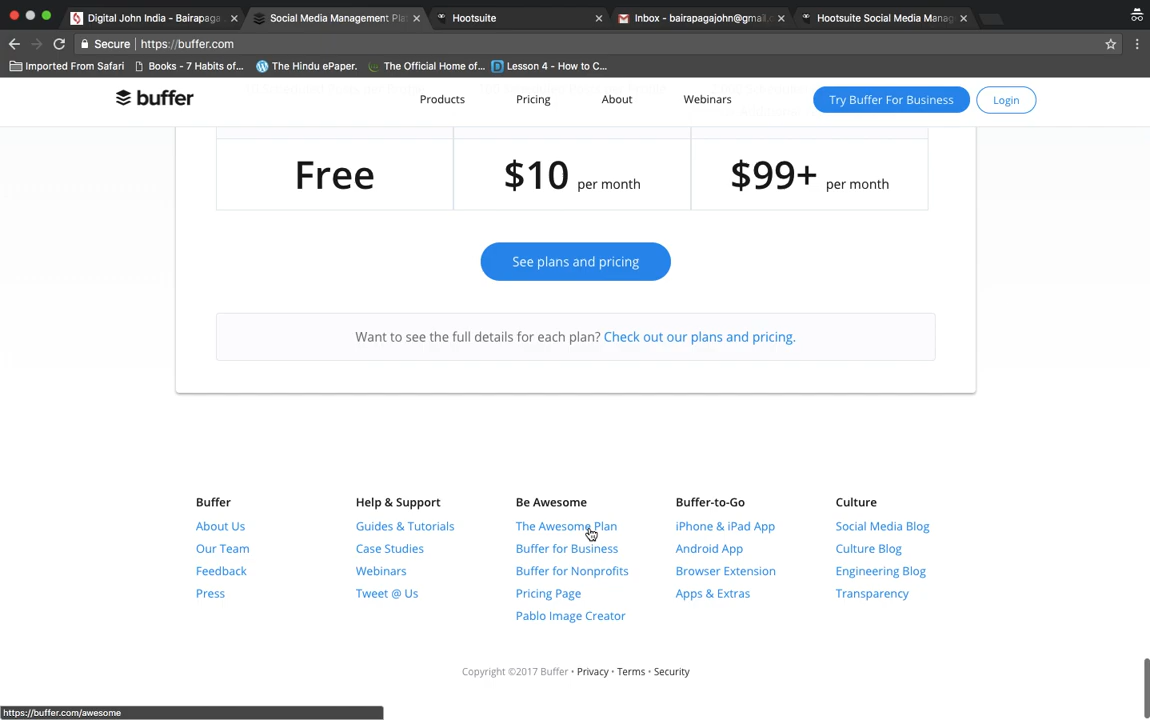 Digital John India - Bairapaga
Social Media Management Pla
Hootsuite
Inbox - bairapagajohn@gmail.c
Hootsuite Social Media Manag
Secure https://buffer.com
Imported From Safari
Books - 7 Habits of...
The Hindu ePaper.
The Official Home of...
Lesson 4 - How to C...
buffer
Products
Pricing
About
Webinars
Try Buffer For Business
Login
Free
$10 per month
$99+ per month
See plans and pricing
Want to see the full details for each plan? Check out our plans and pricing.
Buffer
About Us
Our Team
Feedback
Press
Help & Support
Guides & Tutorials
Case Studies
Webinars
Tweet @ Us
Be Awesome
The Awesome Plan
Buffer for Business
Buffer for Nonprofits
Pricing Page
Pablo Image Creator
Buffer-to-Go
iPhone & iPad App
Android App
Browser Extension
Apps & Extras
Culture
Social Media Blog
Culture Blog
Engineering Blog
Transparency
Copyright ©2017 Buffer • Privacy • Terms • Security
https://buffer.com/awesome